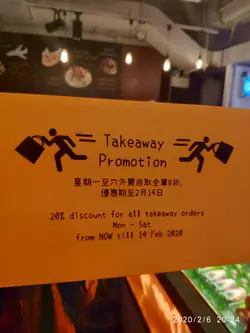 Takeaway
Promotion
星期一至六外賣自取全單8折,
優惠期至2月14日
20% discount for all takeaway orders
Mon - Sat
from NOW till 14 Feb 2020
2020/2/6 20:24